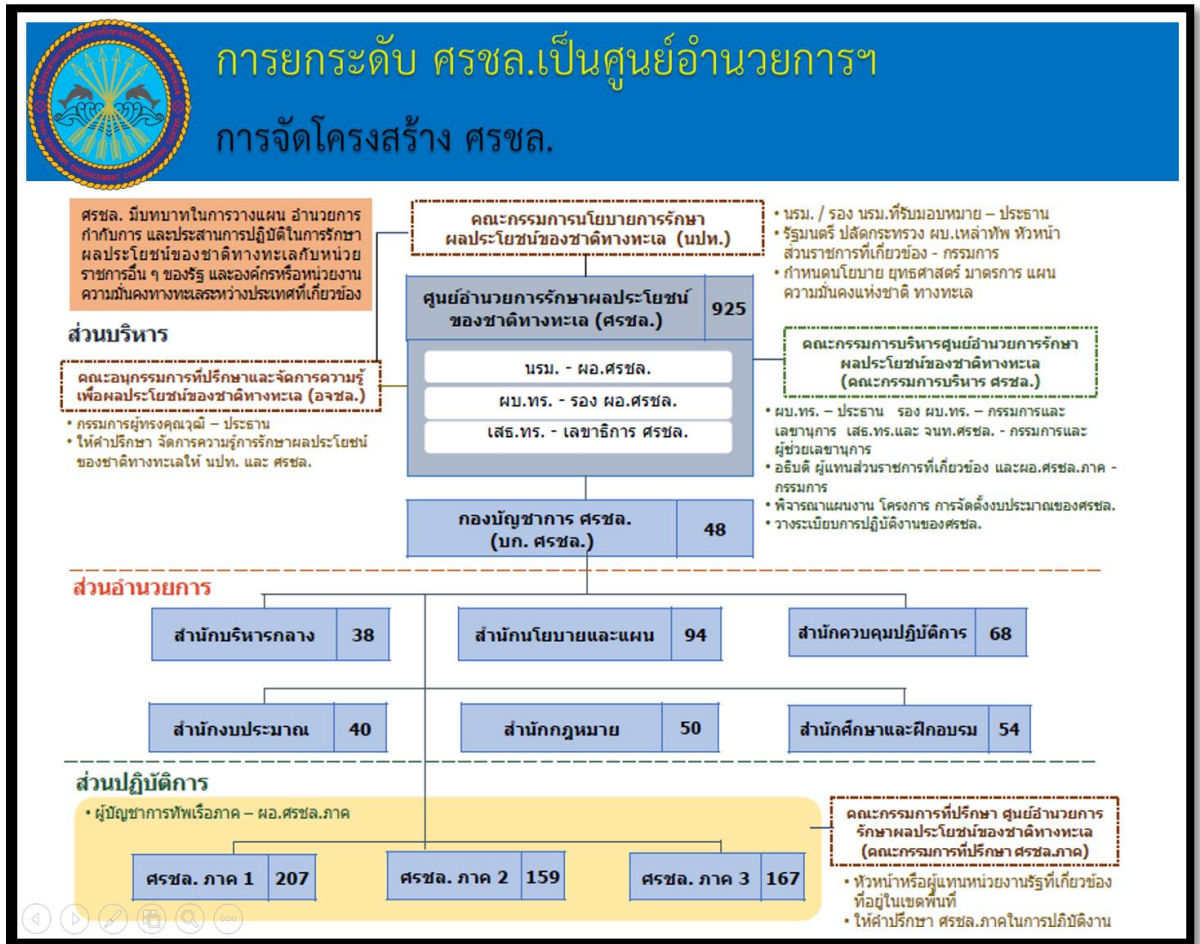 การยกระดับ ศรชล.เป็นศูนย์อำนวยการฯ
การจัดโครงสร้าง ศรชล.
THAI MARITIME ENFORCEMENT COORDINATING CENTER
ศรชล. มีบทบาทในการวางแผน อำนวยการ
กำกับการ และประสานการปฏิบัติในการรักษา
ผลประโยชน์ของชาติทางทะเลกับหน่วย
ราชการอื่น ๆ ของรัฐ และองค์กรหรือหน่วยงาน
ความมั่นคงทางทะเลระหว่างประเทศที่เกี่ยวข้อง
คณะกรรมการนโยบายการรักษา
ผลประโยชน์ของชาติทางทะเล (นปท.)
• นรม. / รอง นรม.ที่รับมอบหมาย – ประธาน
• รัฐมนตรี ปลัดกระทรวง ผบ.เหล่าทัพ หัวหน้า
ส่วนราชการที่เกี่ยวข้อง - กรรมการ
• กำหนดนโยบาย ยุทธศาสตร์ มาตรการ แผน
ความมั่นคงแห่งชาติ ทางทะเล
ศูนย์อำนวยการรักษาผลประโยชน์
ของชาติทางทะเล (ศรชล.)
925
นรม. - ผอ.ศรชล.
ผบ.ทร. - รอง ผอ.ศรชล.
เสธ.ทร. - เลขาธิการ ศรชล.
ส่วนบริหาร
คณะอนุกรรมการที่ปรึกษาและจัดการความรู้
เพื่อผลประโยชน์ของชาติทางทะเล (อจชล.)
• กรรมการผู้ทรงคุณวุฒิ – ประธาน
• ให้คำปรึกษา จัดการความรู้การรักษาผลประโยชน์
ของชาติทางทะเลให้ นปท. และ ศรชล.
คณะกรรมการบริหารศูนย์อำนวยการรักษา
ผลประโยชน์ของชาติทางทะเล
(คณะกรรมการบริหาร ศรชล.)
• ผบ.ทร. – ประธาน รอง ผบ.ทร. – กรรมการและ
เลขานุการ เสธ.ทร.และ จนท.ศรชล. - กรรมการและ
ผู้ช่วยเลขานุการ
• อธิบดี ผู้แทนส่วนราชการที่เกี่ยวข้อง และผอ.ศรชล.ภาค -
กรรมการ
• พิจารณาแผนงาน โครงการ การจัดตั้งงบประมาณของศรชล.
• วางระเบียบการปฏิบัติงานของศรชล.
กองบัญชาการ ศรชล.
(บก. ศรชล.)
48
ส่วนอำนวยการ
สำนักบริหารกลาง 38
สำนักนโยบายและแผน 94
สำนักควบคุมปฏิบัติการ 68
สำนักงบประมาณ 40
สำนักกฎหมาย 50
สำนักศึกษาและฝึกอบรม 54
ส่วนปฏิบัติการ
• ผู้บัญชาการทัพเรือภาค – ผอ.ศรชล.ภาค
ศรชล. ภาค 1 207
ศรชล. ภาค 2 159
ศรชล. ภาค 3 167
คณะกรรมการที่ปรึกษา ศูนย์อำนวยการ
รักษาผลประโยชน์ของชาติทางทะเล
(คณะกรรมการที่ปรึกษา ศรชล.ภาค)
• หัวหน้าหรือผู้แทนหน่วยงานรัฐที่เกี่ยวข้อง
ที่อยู่ในเขตพื้นที่
• ให้คำปรึกษา ศรชล.ภาคในการปฏิบัติงาน